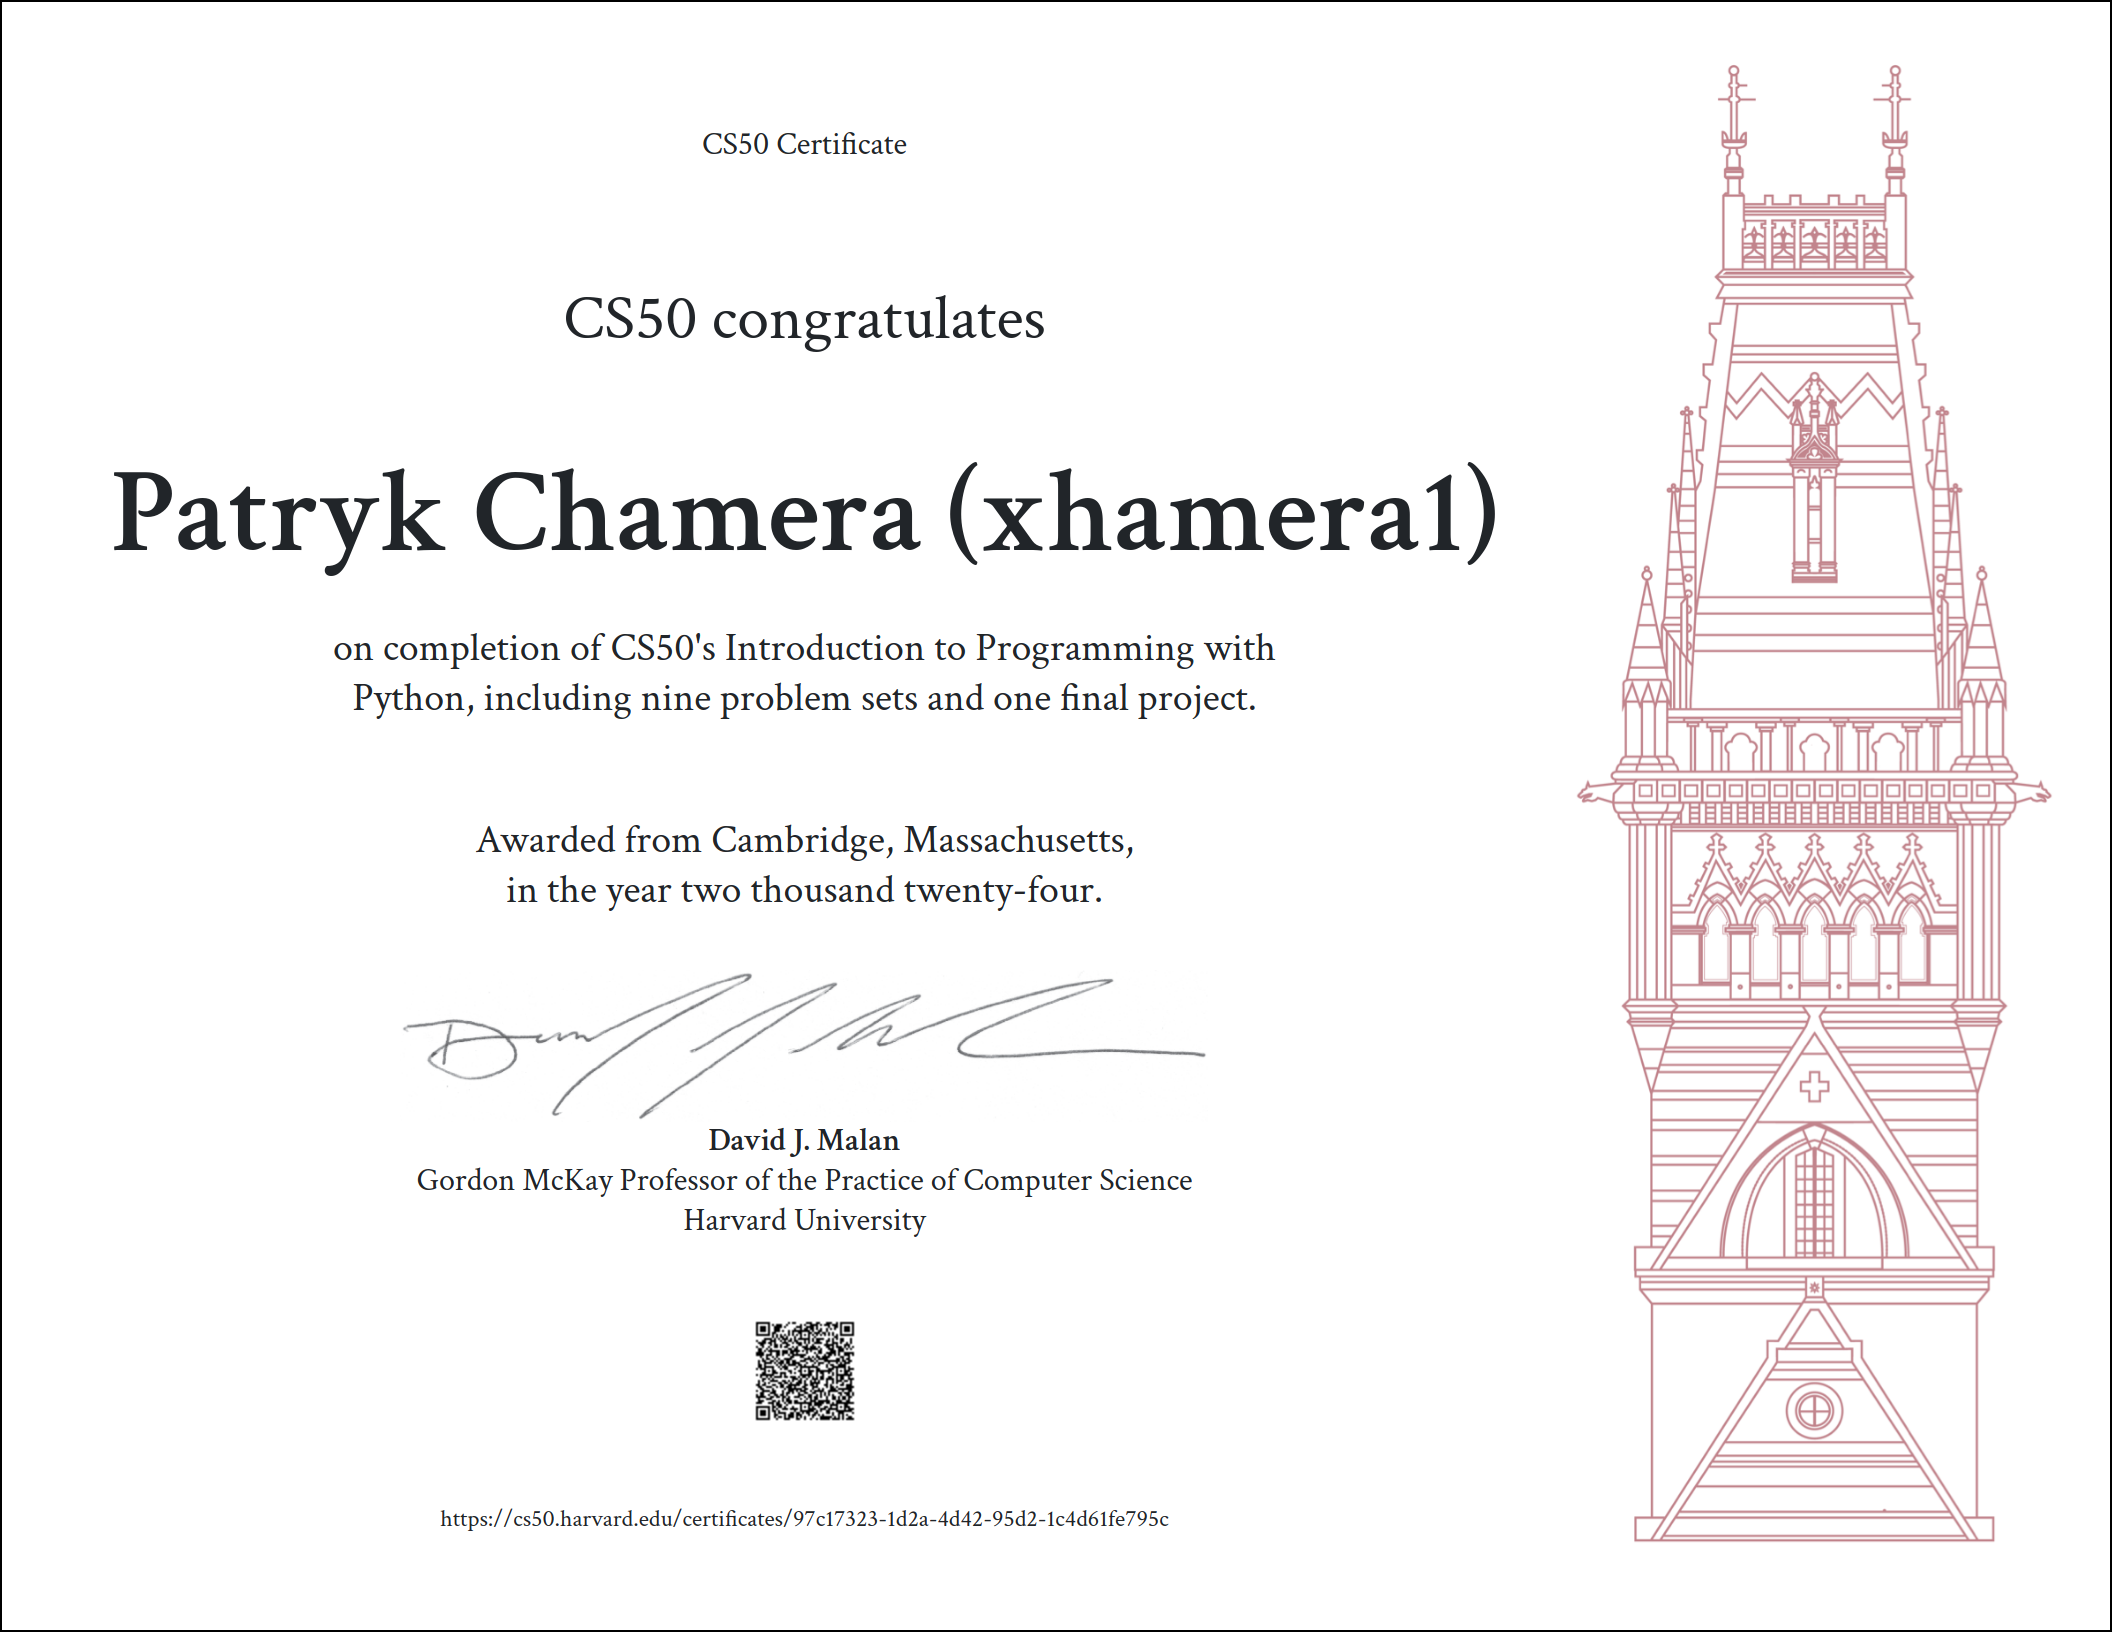 CS50 Certificate
CS50 congratulates
Patryk Chamera (xhamera1)
on completion of CS50's Introduction to Programming with
Python, including nine problem sets and one final project.
Awarded from Cambridge, Massachusetts,
in the year two thousand twenty-four.
David J. Malan
Gordon McKay Professor of the Practice of Computer Science
Harvard University
https://cs50.harvard.edu/certificates/97c17323-1d2a-4d42-95d2-1c4d61fe795c